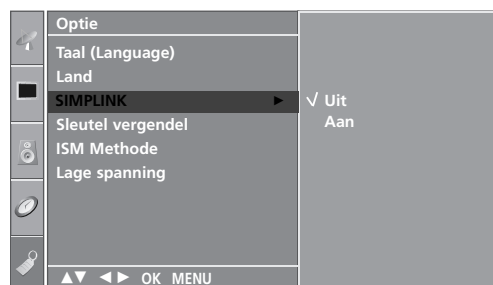 Optie
Taal (Language)
Land
SIMPLINK ► √ Uit
Aan
Sleutel vergendel
ISM Methode
Lage spanning
▲▼ ◄► OK MENU